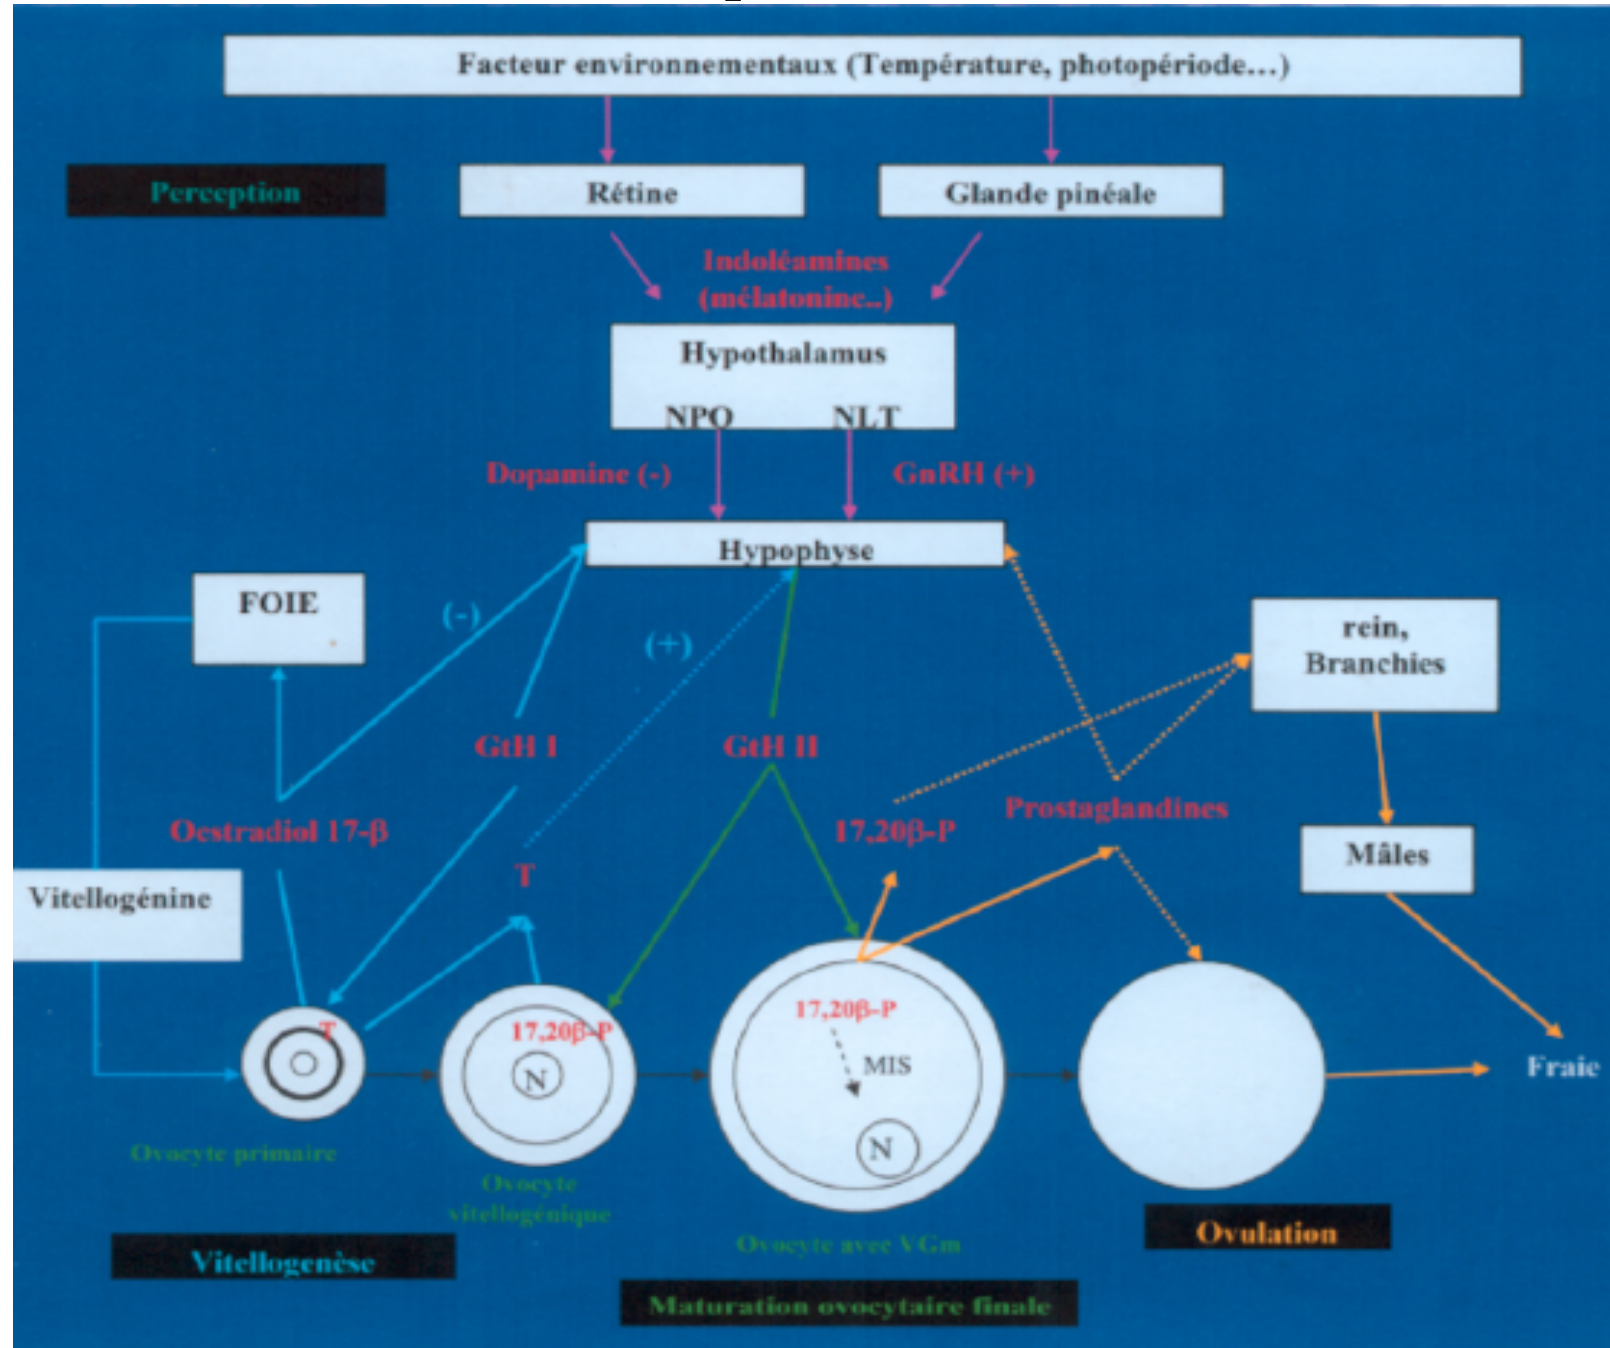 Facteur environnementaux (Température, photopériode…)
Perception
Rétine
Glande pinéale
Indoléamines
(mélatonine..)
Hypothalamus
NPO NLT
Dopamine (-)
GnRH (+)
Hypophyse
FOIE
(-)
(+)
rein,
Branchies
GtH I
GtH II
Oestradiol 17-β
17,20β-P
Prostaglandines
Mâles
T
Vitellogénine
T
17,20β-P
N
17,20β-P
MIS
N
Fraie
Ovocyte primaire
Ovocyte
vitellogénique
Ovocyte avec VGm
Ovulation
Vitellogenèse
Maturation ovocytaire finale